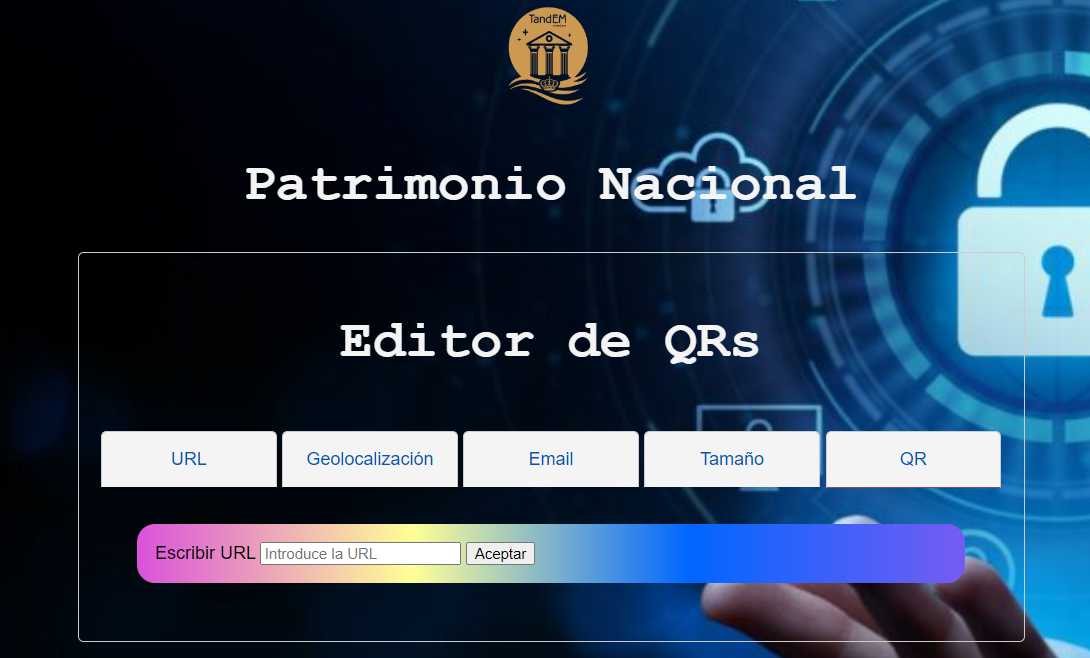 TandEM
Patrimonio Nacional
Editor de QRs
URL
Geolocalización
Email
Tamaño
QR
Escribir URL Introduce la URL Aceptar